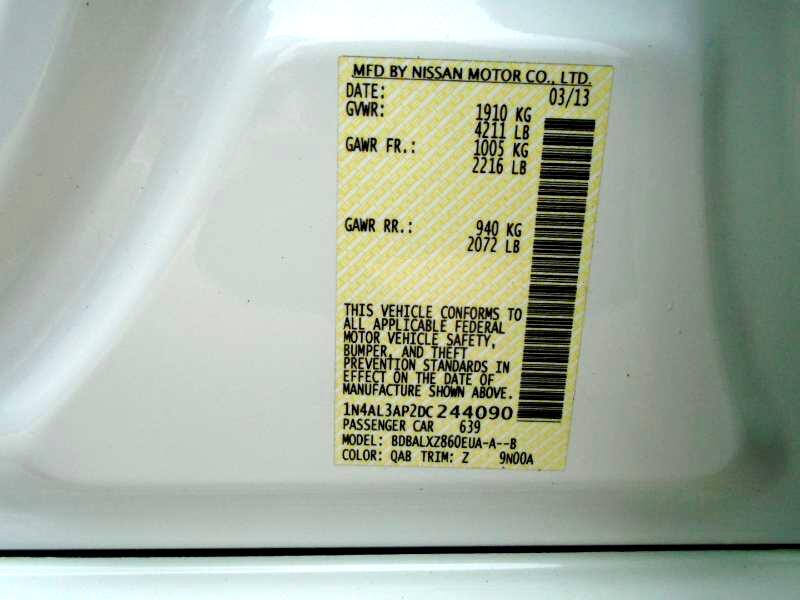 MFD BY NISSAN MOTOR CO., LTD.
DATE: 03/13
GVWR: 1910 KG
4211 LB
GAWR FR.: 1005 KG
2216 LB
GAWR RR.: 940 KG
2072 LB
THIS VEHICLE CONFORMS TO
ALL APPLICABLE FEDERAL
MOTOR VEHICLE SAFETY,
BUMPER, AND THEFT
PREVENTION STANDARDS IN
EFFECT ON THE DATE OF
MANUFACTURE SHOWN ABOVE.
1N4AL3AP2DC244090
PASSENGER CAR 639
MODEL: BDBALXZ860EUA-A--B
COLOR: QAB TRIM: Z 9N00A